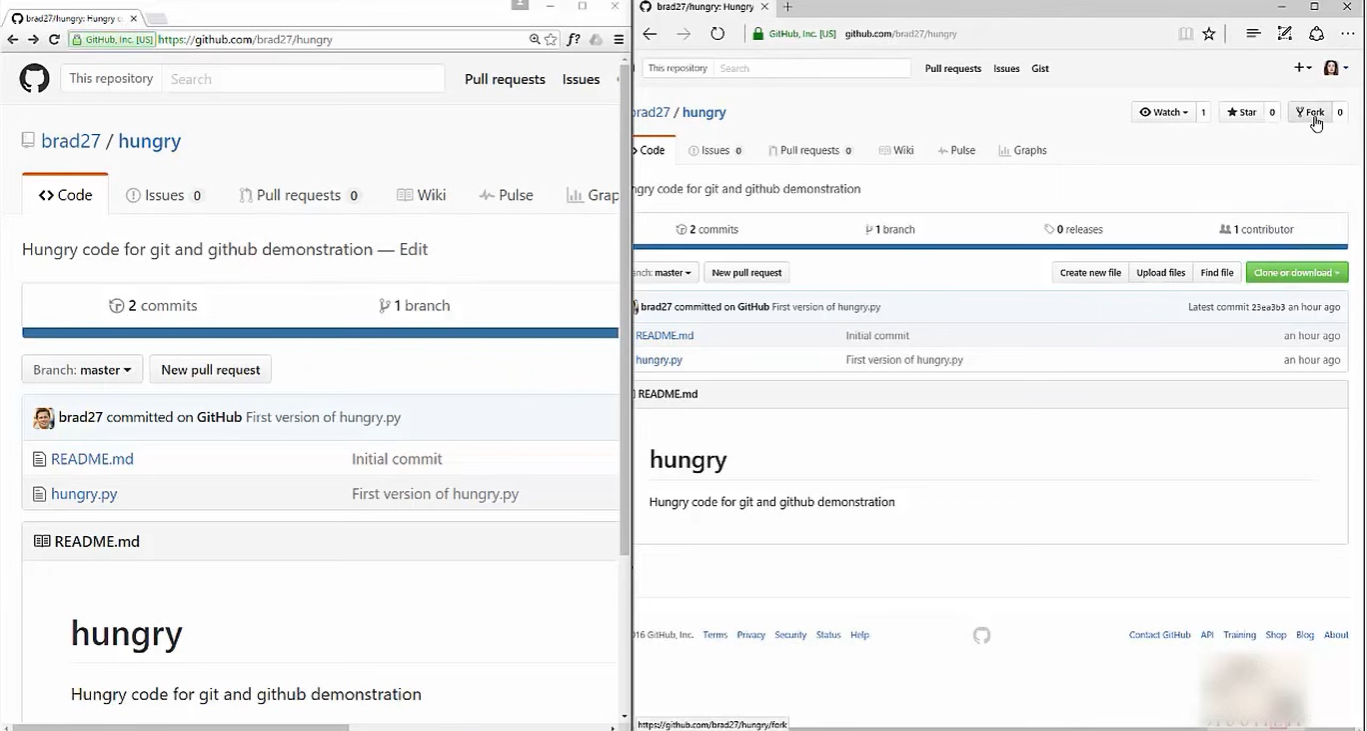 brad27/hungry: Hungry c
GitHub, Inc. [US] https://github.com/brad27/hungry
f?
This repository Search Pull requests Issues
brad27 / hungry
Code Issues 0 Pull requests 0 Wiki Pulse Grap
Hungry code for git and github demonstration — Edit
2 commits 1 branch
Branch: master New pull request
brad27 committed on GitHub First version of hungry.py
README.md Initial commit
hungry.py First version of hungry.py
README.md
hungry
Hungry code for git and github demonstration
brad27/hungry: Hungry
GitHub, Inc. [US] github.com/brad27/hungry
This repository Search Pull requests Issues Gist
brad27 / hungry Watch 1 Star 0 Fork 0
Code Issues 0 Pull requests 0 Wiki Pulse Graphs
ngry code for git and github demonstration
2 commits 1 branch 0 releases 1 contributor
nch: master New pull request Create new file Upload files Find file Clone or download
brad27 committed on GitHub First version of hungry.py Latest commit 23ea3b3 an hour ago
README.md Initial commit an hour ago
hungry.py First version of hungry.py an hour ago
README.md
hungry
Hungry code for git and github demonstration
16 GitHub, Inc. Terms Privacy Security Status Help Contact GitHub API Training Shop Blog About
https://github.com/brad27/hungry/fork